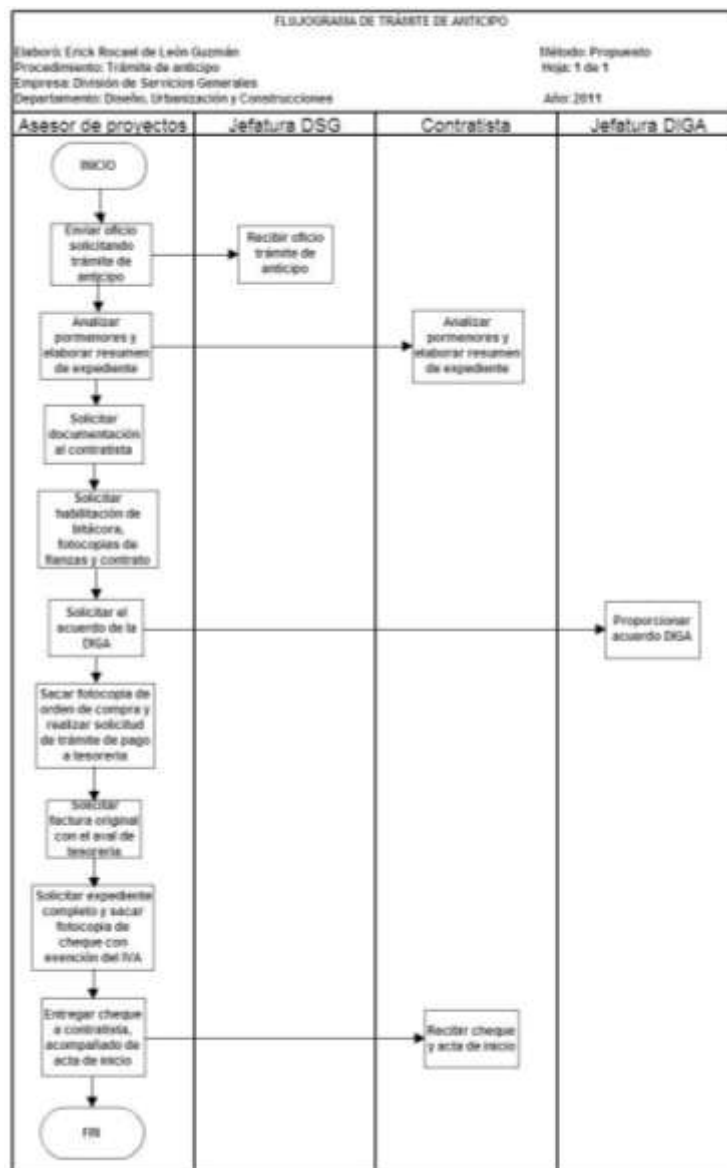 FLUJOGRAMA DE TRÁMITE DE ANTICIPO
Elaboró: Erick Rocael de León Guzmán
Método: Propuesto
Procedimiento: Trámite de anticipo
Hoja: 1 de 1
Empresa: División de Servicios Generales
Departamento: Diseño, Urbanización y Construcciones
Año: 2011
Asesor de proyectos
Jefatura DSG
Contratista
Jefatura DIGA
INICIO
Enviar oficio
solicitando
trámite de
anticipo
Recibir oficio
trámite de
anticipo
Analizar
pormenores y
elaborar resumen
de expediente
Analizar
pormenores y
elaborar resumen
de expediente
Solicitar
documentación
al contratista
Solicitar
habilitación de
bitácora,
fotocopias de
fianzas y contrato
Solicitar el
acuerdo de la
DIGA
Proporcionar
acuerdo DIGA
Sacar fotocopia de
orden de compra y
realizar solicitud
de trámite de pago
a tesorería
Solicitar
factura original
con el aval de
tesorería
Solicitar expediente
completo y sacar
fotocopia de
cheque con
exención del IVA
Entregar cheque
a contratista,
acompañado de
acta de inicio
Recibir cheque
y acta de inicio
FIN